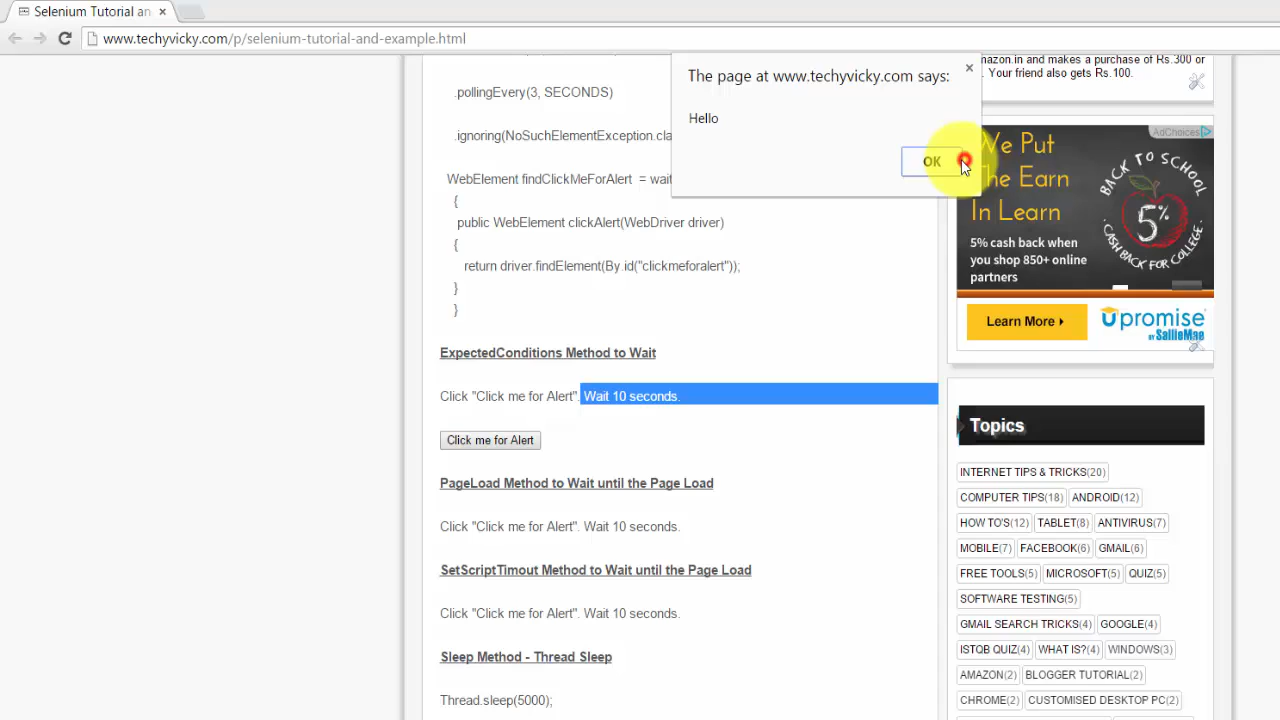 Selenium Tutorial an
www.techyvicky.com/p/selenium-tutorial-and-example.html
The page at www.techyvicky.com says:
Hello
OK
.pollingEvery(3, SECONDS)
.ignoring(NoSuchElementException.cla
WebElement findClickMeForAlert = wait
{
public WebElement clickAlert(WebDriver driver)
{
return driver.findElement(By.id("clickmeforalert"));
}
}
ExpectedConditions Method to Wait
Click "Click me for Alert". Wait 10 seconds.
Click me for Alert
PageLoad Method to Wait until the Page Load
Click "Click me for Alert". Wait 10 seconds.
SetScriptTimout Method to Wait until the Page Load
Click "Click me for Alert". Wait 10 seconds.
Sleep Method - Thread Sleep
Thread.sleep(5000);
mazon.in and makes a purchase of Rs.300 or
. Your friend also gets Rs.100.
AdChoices
We Put
The Earn
In Learn
5% cash back when
you shop 850+ online
partners
BACK TO SCHOOL
5%
CASH BACK FOR COLLEGE
Learn More
Upromise
BY SallieMae
Topics
INTERNET TIPS & TRICKS(20)
COMPUTER TIPS(18) ANDROID(12)
HOW TO'S(12) TABLET(8) ANTIVIRUS(7)
MOBILE(7) FACEBOOK(6) GMAIL(6)
FREE TOOLS(5) MICROSOFT(5) QUIZ(5)
SOFTWARE TESTING(5)
GMAIL SEARCH TRICKS(4) GOOGLE(4)
ISTQB QUIZ(4) WHAT IS?(4) WINDOWS(3)
AMAZON(2) BLOGGER TUTORIAL(2)
CHROME(2) CUSTOMISED DESKTOP PC(2)